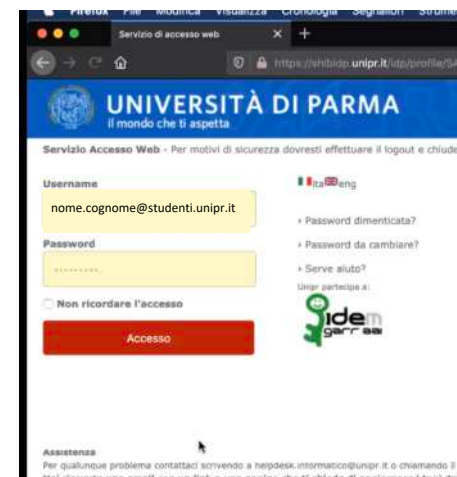 Firefox File Modifica Visualizza Cronologia Segnalibri Strume
Servizio di accesso web × +
https://shibidp.unipr.it/idp/profile/SA
UNIVERSITÀ DI PARMA
il mondo che ti aspetta
Servizio Accesso Web - Per motivi di sicurezza dovresti effettuare il logout e chiude
Username
nome.cognome@studenti.unipr.it
Password
Non ricordare l'accesso
Accesso
ita eng
Password dimenticata?
Password da cambiare?
Serve aiuto?
Unipr partecipa a:
idem
garr aai
Assistenza
Per qualunque problema contattaci scrivendo a helpdesk.informatico@unipr.it o chiamando il